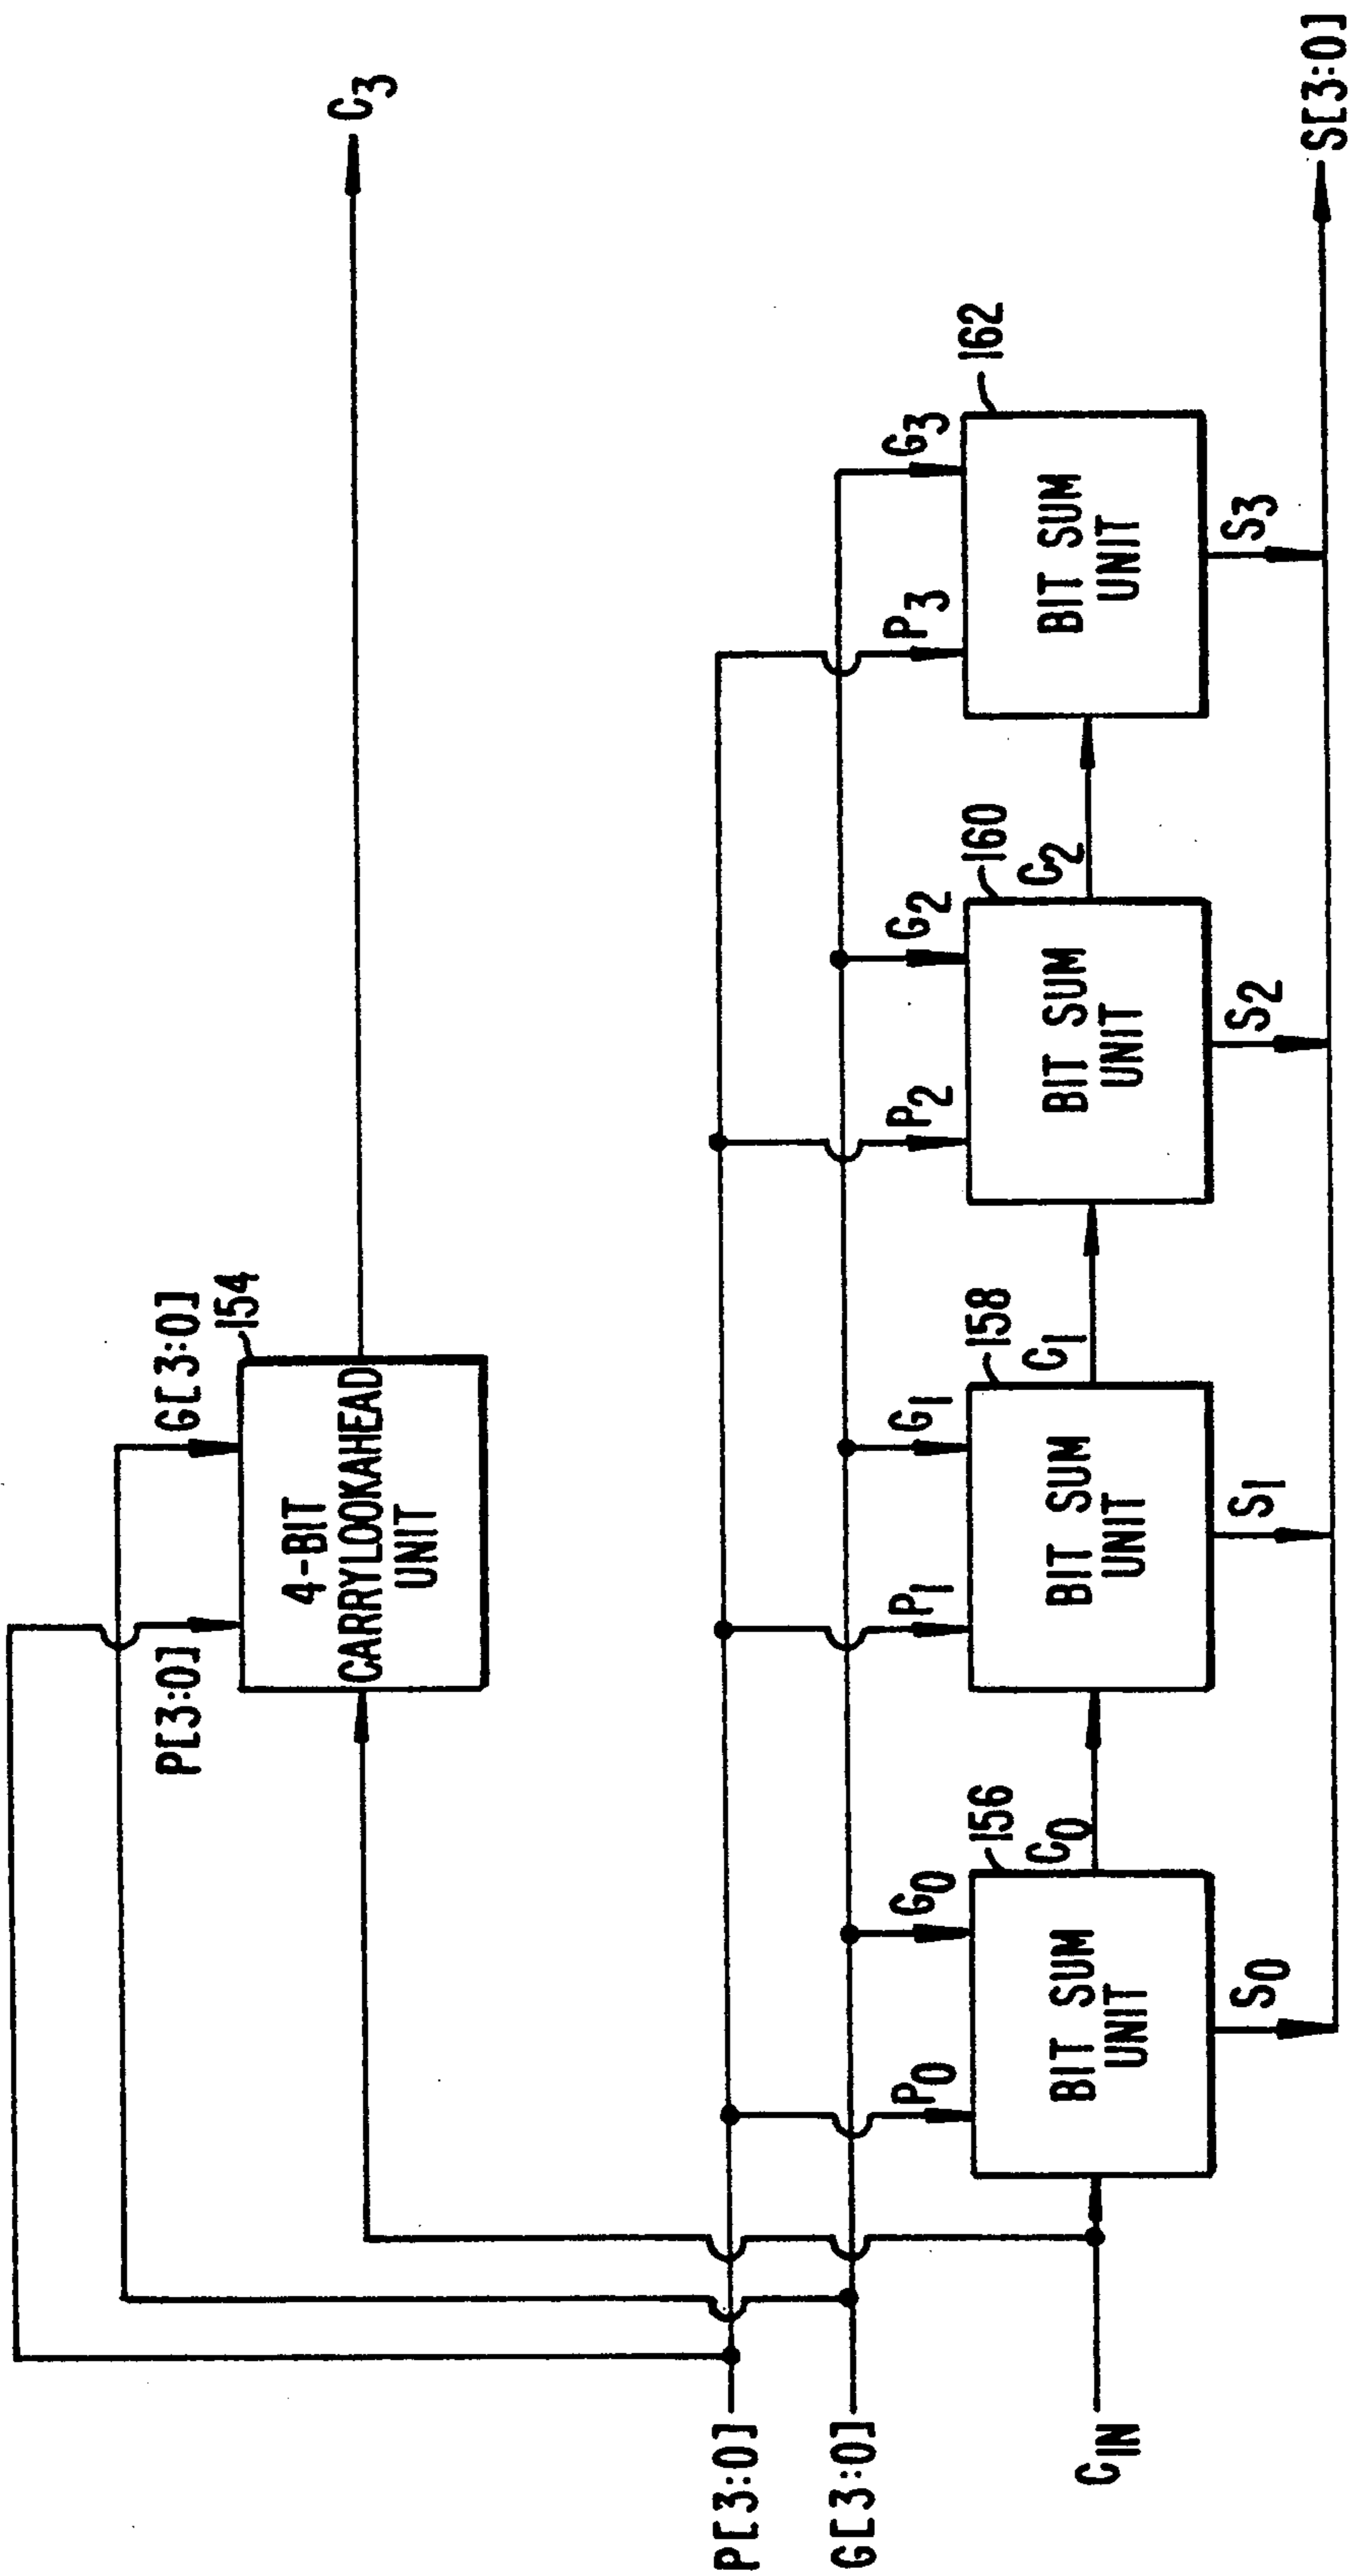 P[3:0]
G[3:0]
154
4-BIT
CARRYLOOKAHEAD
UNIT
C3
P[3:0]
G[3:0]
CIN
P0
G0
156
BIT SUM
UNIT
C0
S0
P1
G1
158
BIT SUM
UNIT
C1
S1
P2
G2
160
BIT SUM
UNIT
C2
S2
P3
G3
162
BIT SUM
UNIT
S3
S[3:0]